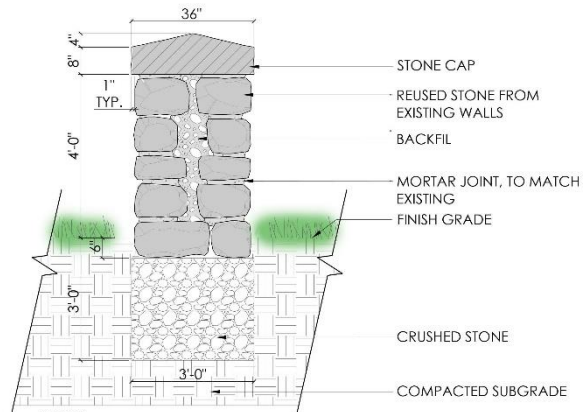 36"
4"
8"
1"
TYP.
4'-0"
6"
3'-0"
3'-0"
STONE CAP
REUSED STONE FROM
EXISTING WALLS
BACKFIL
MORTAR JOINT, TO MATCH
EXISTING
FINISH GRADE
CRUSHED STONE
COMPACTED SUBGRADE